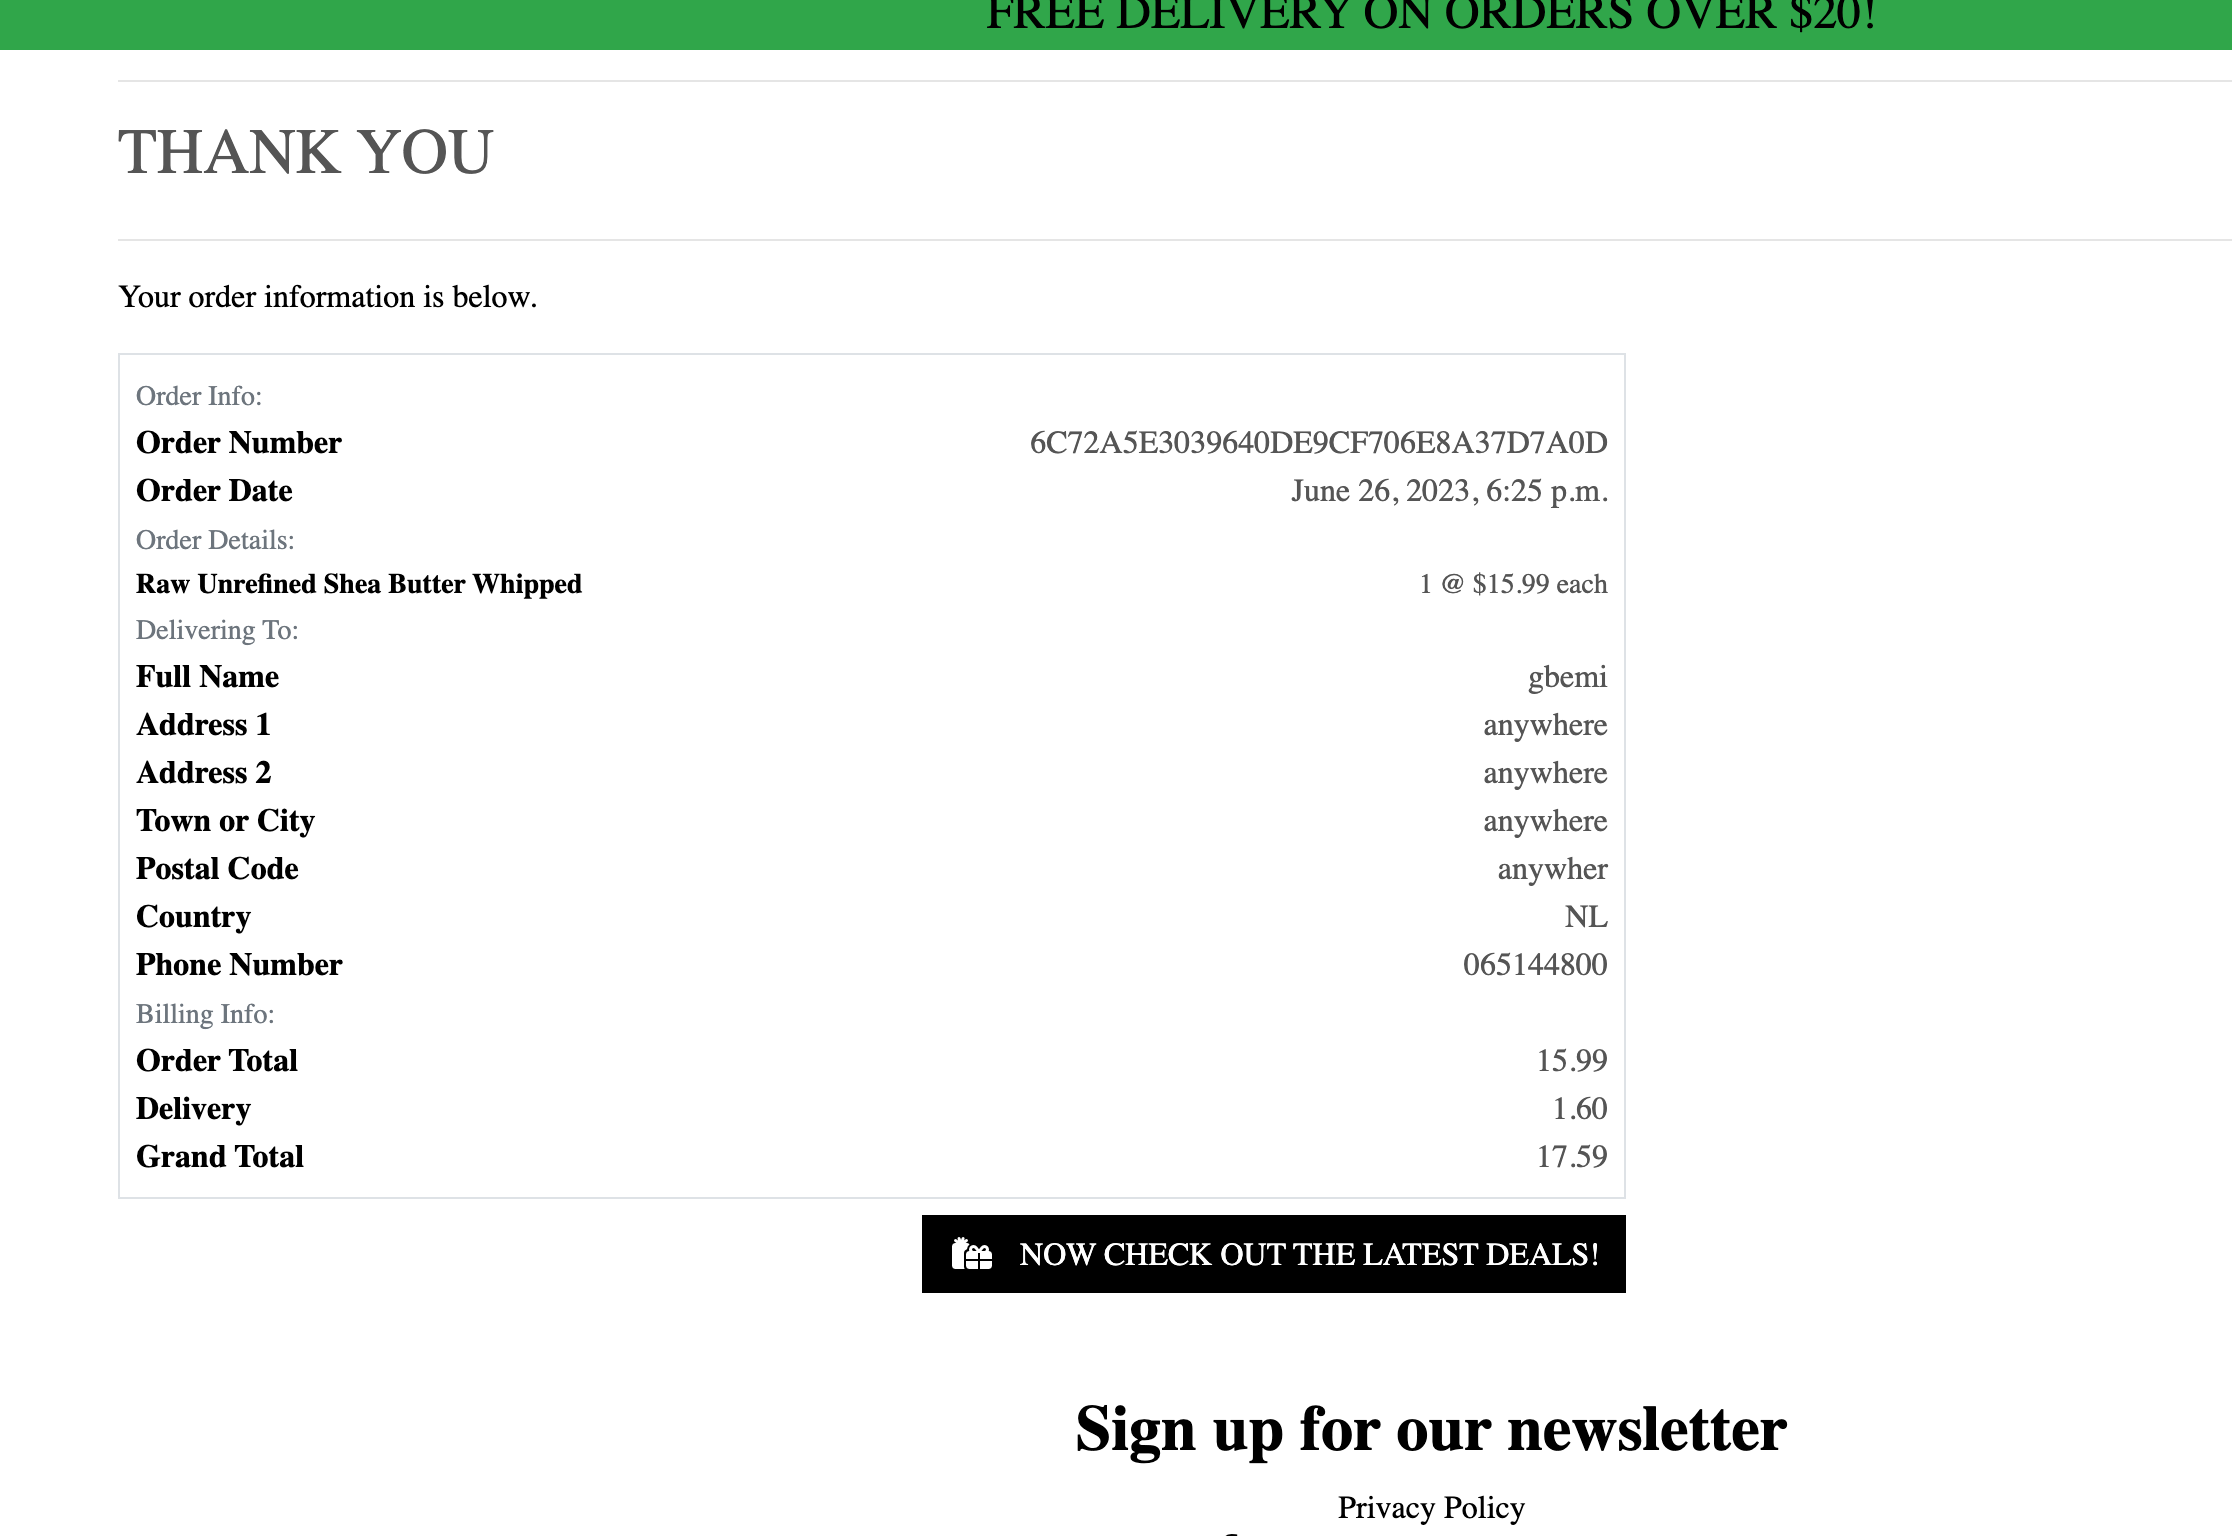 FREE DELIVERY ON ORDERS OVER $20!
THANK YOU
Your order information is below.
Order Info:
Order Number 6C72A5E3039640DE9CF706E8A37D7A0D
Order Date June 26, 2023, 6:25 p.m.
Order Details:
Raw Unrefined Shea Butter Whipped 1 @ $15.99 each
Delivering To:
Full Name gbemi
Address 1 anywhere
Address 2 anywhere
Town or City anywhere
Postal Code anywher
Country NL
Phone Number 065144800
Billing Info:
Order Total 15.99
Delivery 1.60
Grand Total 17.59
NOW CHECK OUT THE LATEST DEALS!
Sign up for our newsletter
Privacy Policy